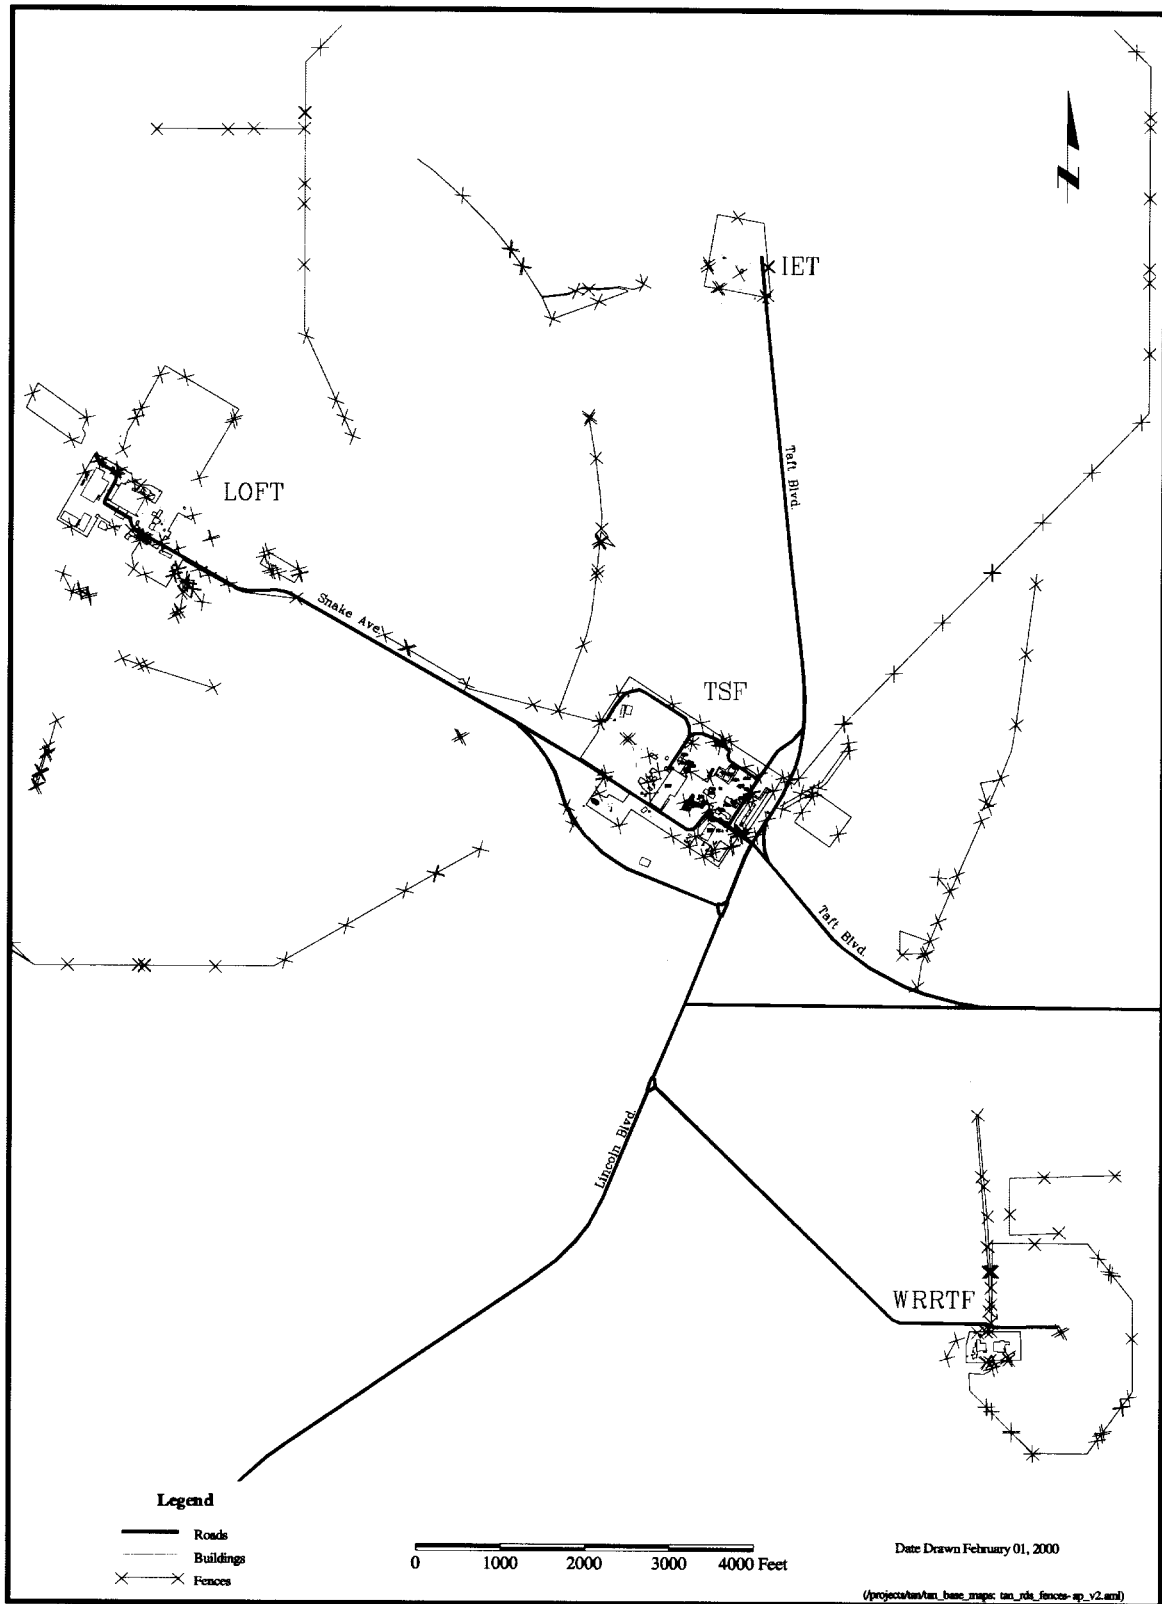 N
IET
Taft Blvd.
LOFT
Snake Ave
TSF
Taft Blvd.
Lincoln Blvd.
WRRTF
Legend
Roads
Buildings
Fences
0 1000 2000 3000 4000 Feet
Date Drawn February 01, 2000
(/projects/tan/tan_base_maps: tan_rds_fences-ap_v2.aml)